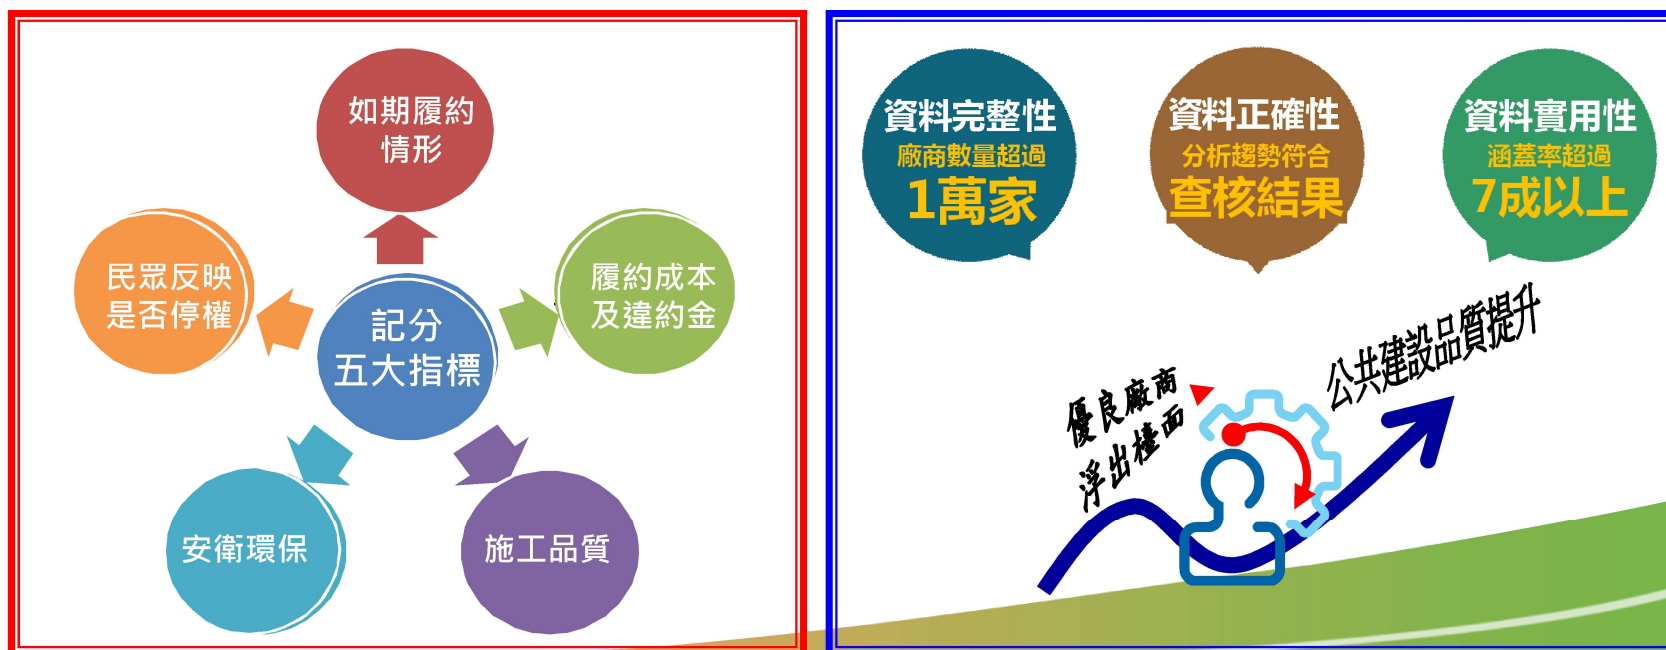 如期履約
情形
民眾反映
是否停權
履約成本
及違約金
記分
五大指標
安衛環保
施工品質
資料完整性
廠商數量超過
1萬家
資料正確性
分析趨勢符合
查核結果
資料實用性
涵蓋率超過
7成以上
優良廠商
浮出檯面
公共建設品質提升